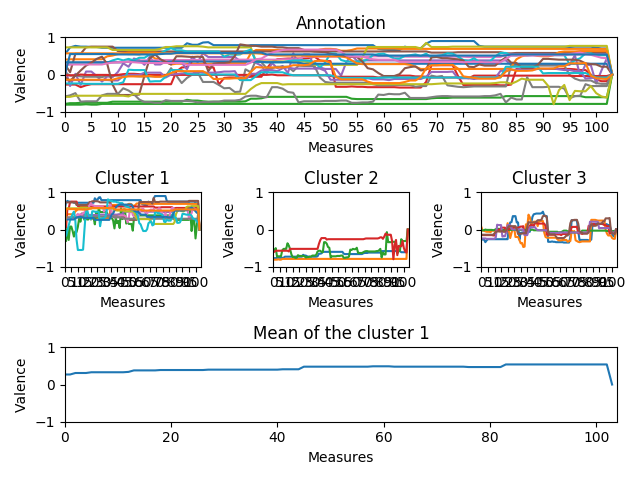 Annotation
1
0
−1
Valence
0 5 10 15 20 25 30 35 40 45 50 55 60 65 70 75 80 85 90 95 100
Measures
Cluster 1 Cluster 2 Cluster 3
1 1 1
0 0 0
−1 −1 −1
Valence Valence Valence
Measures Measures Measures
Mean of the cluster 1
1
0
−1
Valence
0 20 40 60 80 100
Measures